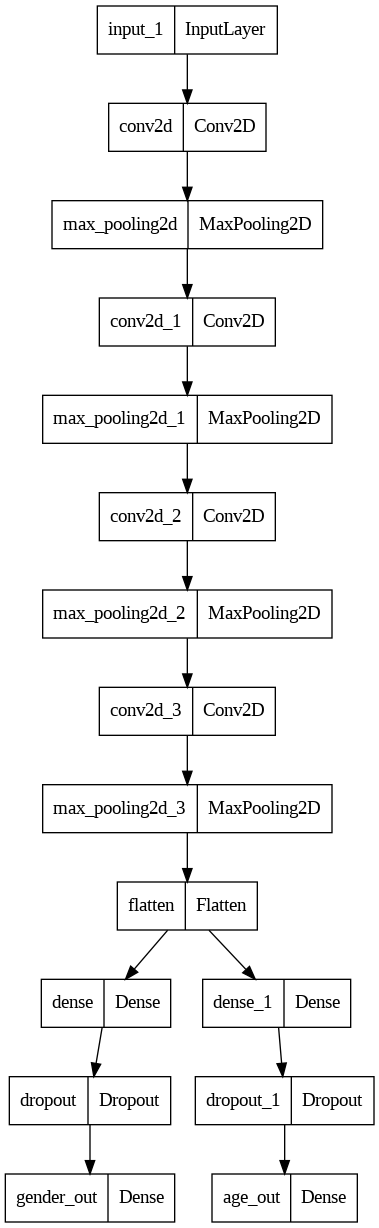 input_1 InputLayer
conv2d Conv2D
max_pooling2d MaxPooling2D
conv2d_1 Conv2D
max_pooling2d_1 MaxPooling2D
conv2d_2 Conv2D
max_pooling2d_2 MaxPooling2D
conv2d_3 Conv2D
max_pooling2d_3 MaxPooling2D
flatten Flatten
dense Dense dense_1 Dense
dropout Dropout dropout_1 Dropout
gender_out Dense age_out Dense